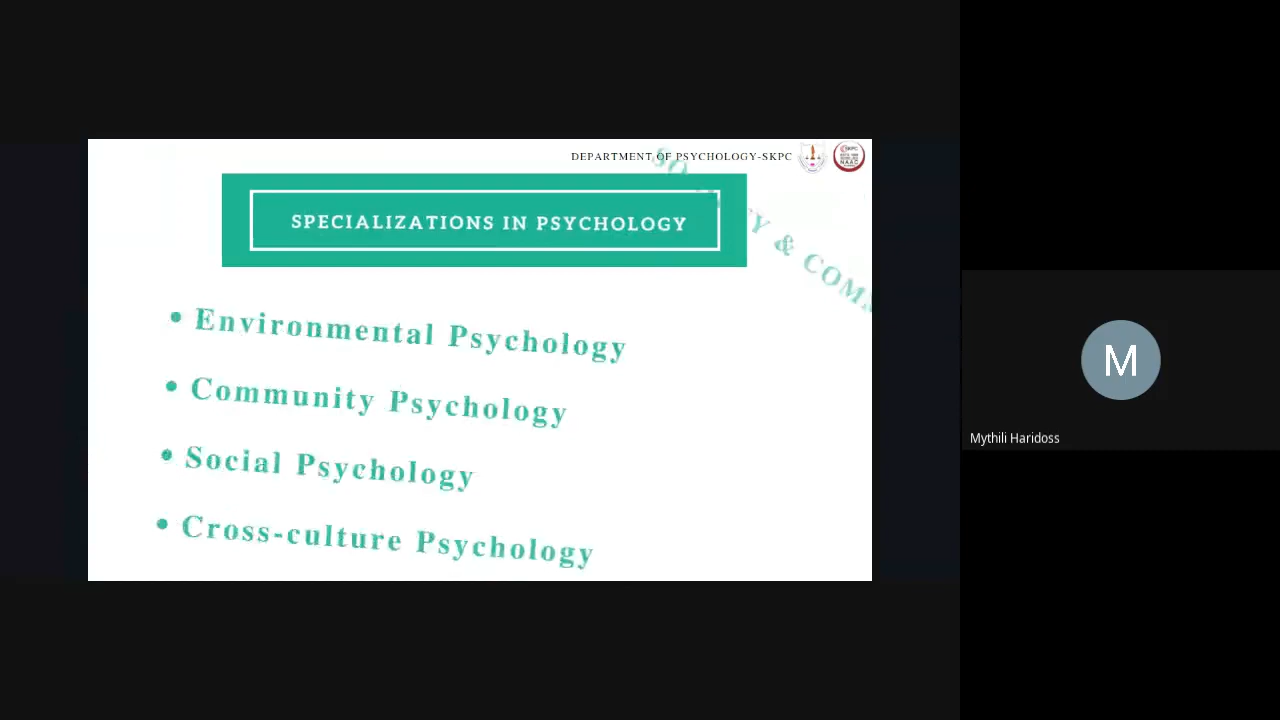 DEPARTMENT OF PSYCHOLOGY-SKPC
SPECIALIZATIONS IN PSYCHOLOGY
& 
• Environmental Psychology
• Community Psychology
• Social Psychology
• Cross-culture Psychology
M
Mythili Haridoss